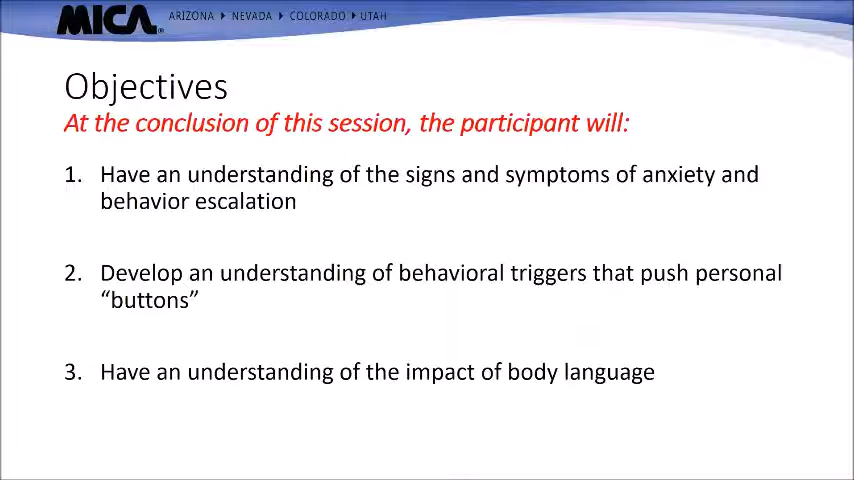 MICA® ARIZONA ▸ NEVADA ▸ COLORADO ▸ UTAH
Objectives
At the conclusion of this session, the participant will:
1. Have an understanding of the signs and symptoms of anxiety and
behavior escalation
2. Develop an understanding of behavioral triggers that push personal
“buttons”
3. Have an understanding of the impact of body language